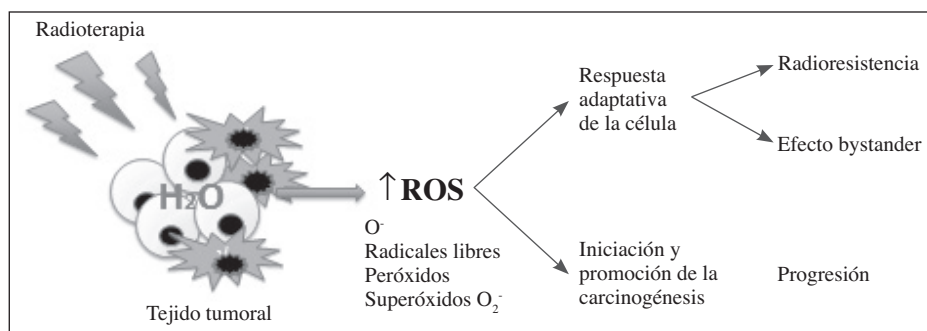 Radioterapia
H₂O
Tejido tumoral
↑ROS
O⁻
Radicales libres
Peróxidos
Superóxidos O₂⁻
Respuesta
adaptativa
de la célula
Radioresistencia
Efecto bystander
Iniciación y
promoción de la
carcinogénesis
Progresión